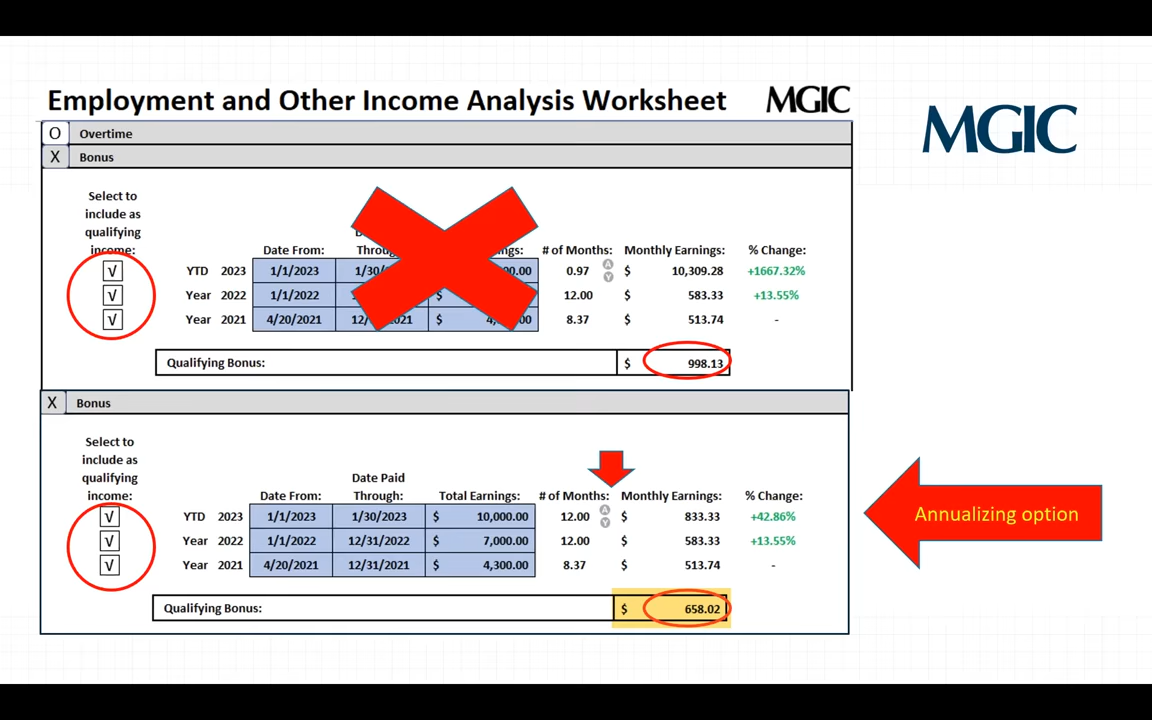 Employment and Other Income Analysis Worksheet MGIC
MGIC
O Overtime
X Bonus
Select to
include as
qualifying
income:
Date From: # of Months: Monthly Earnings: % Change:
√ YTD 2023 1/1/2023 0.97 A Y $ 10,309.28 +1667.32%
√ Year 2022 1/1/2022 $ 12.00 $ 583.33 +13.55%
√ Year 2021 4/20/2021 8.37 $ 513.74 -
Qualifying Bonus: $ 998.13
X Bonus
Select to
include as
qualifying
income:
Date Paid
Date From: Through: Total Earnings: # of Months: Monthly Earnings: % Change:
√ YTD 2023 1/1/2023 1/30/2023 $ 10,000.00 12.00 A Y $ 833.33 +42.86%
√ Year 2022 1/1/2022 12/31/2022 $ 7,000.00 12.00 $ 583.33 +13.55%
√ Year 2021 4/20/2021 12/31/2021 $ 4,300.00 8.37 $ 513.74 -
Qualifying Bonus: $ 658.02
Annualizing option